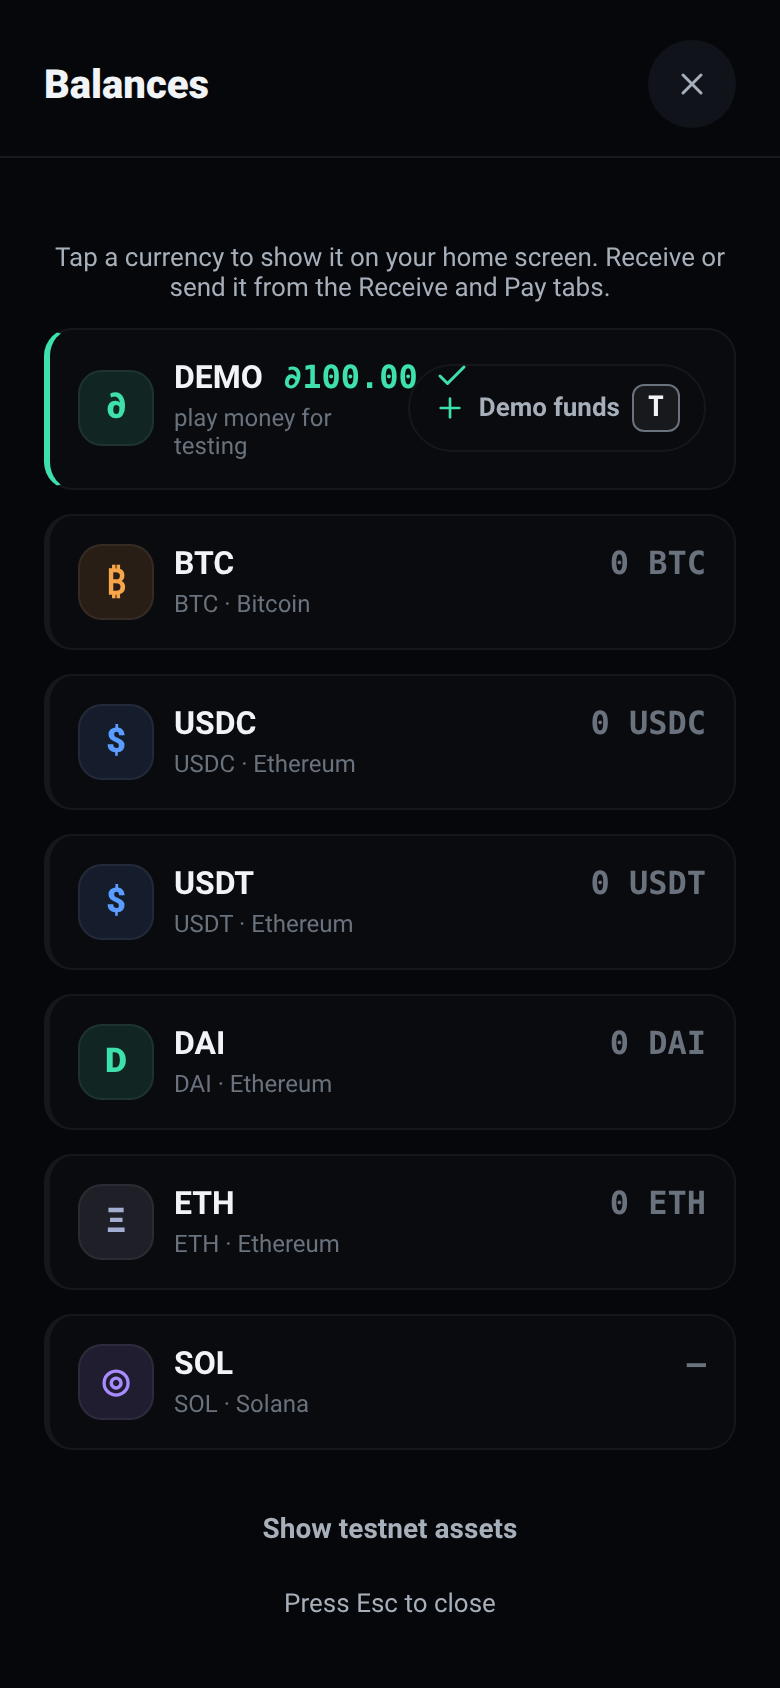 Balances
Tap a currency to show it on your home screen. Receive or
send it from the Receive and Pay tabs.
∂
DEMO ∂100.00
play money for
testing
Demo funds T
₿
BTC 0 BTC
BTC · Bitcoin
$
USDC 0 USDC
USDC · Ethereum
$
USDT 0 USDT
USDT · Ethereum
D
DAI 0 DAI
DAI · Ethereum
Ξ
ETH 0 ETH
ETH · Ethereum
◎
SOL –
SOL · Solana
Show testnet assets
Press Esc to close